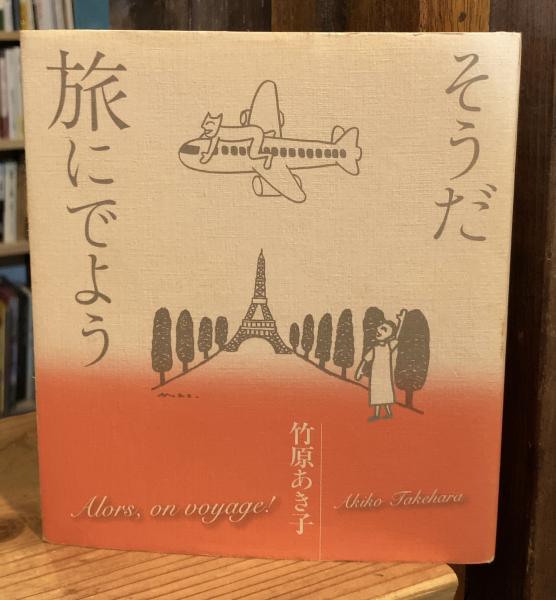 そうだ
旅にでよう
竹原あき子
Alors, on voyage!
Akiko Takehara